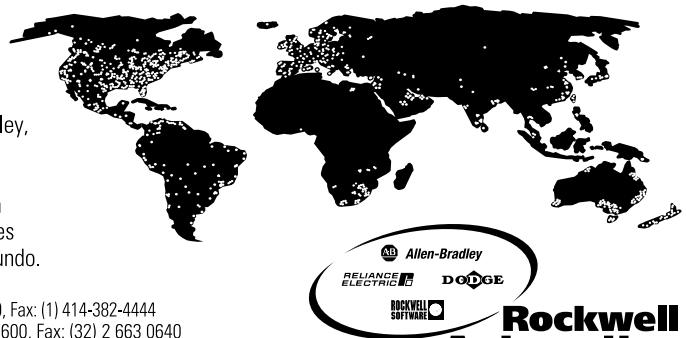 ley,
es
undo.
), Fax: (1) 414-382-4444
600, Fax: (32) 2 663 0640
AB Allen-Bradley
RELIANCE ELECTRIC
DODGE
ROCKWELL SOFTWARE
Rockwell